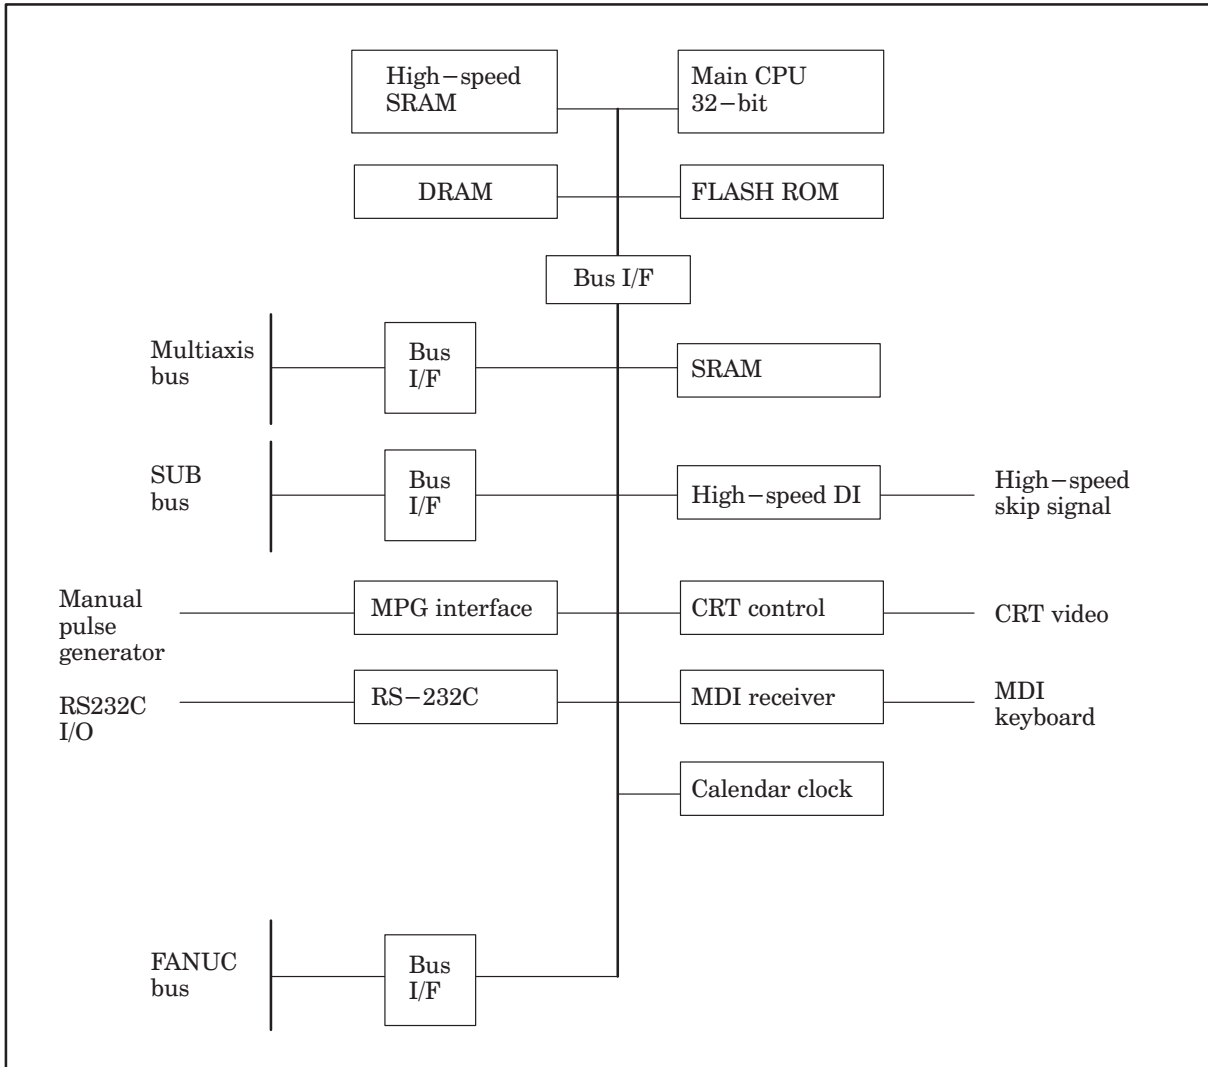 High−speed
SRAM
Main CPU
32−bit
DRAM
FLASH ROM
Bus I/F
Multiaxis
bus
Bus
I/F
SRAM
SUB
bus
Bus
I/F
High−speed DI
High−speed
skip signal
Manual
pulse
generator
MPG interface
CRT control
CRT video
RS232C
I/O
RS−232C
MDI receiver
MDI
keyboard
Calendar clock
FANUC
bus
Bus
I/F